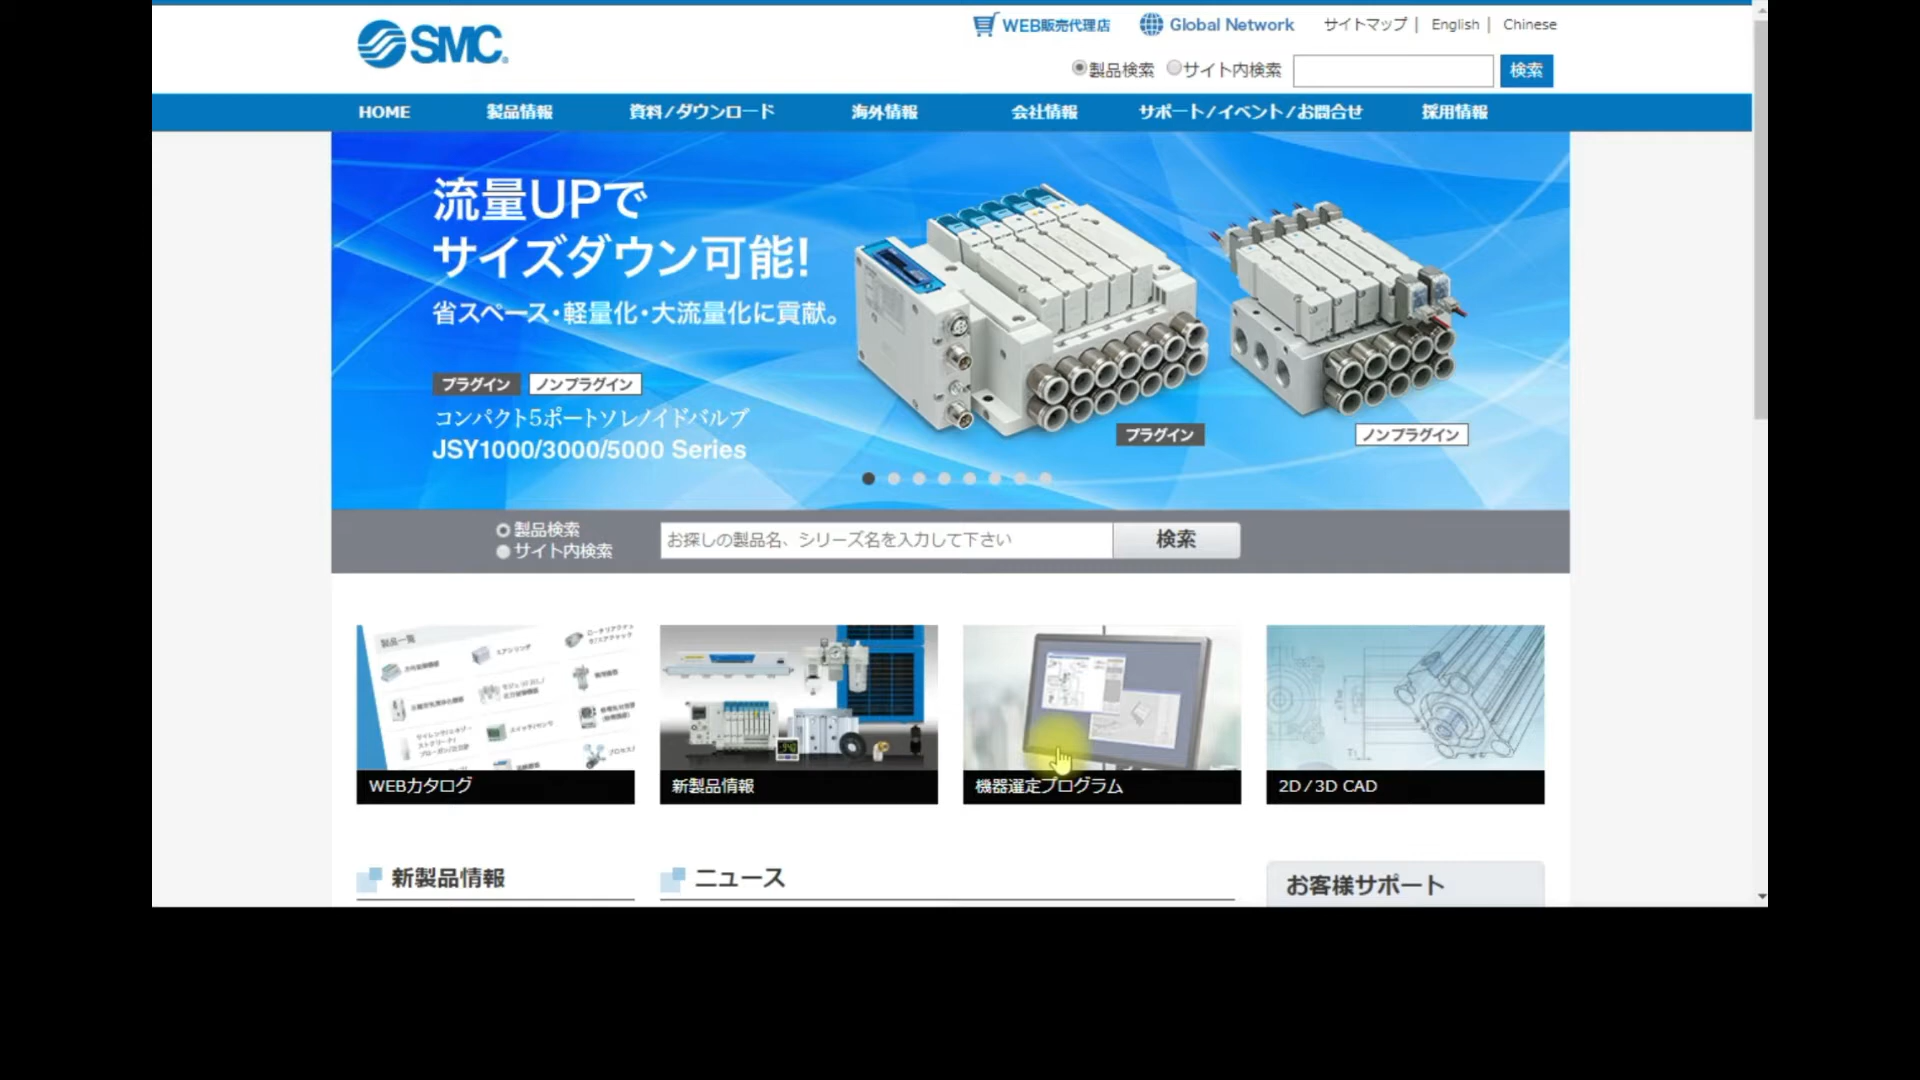 SMC
WEB販売代理店
Global Network
サイトマップ | English | Chinese
製品検索 サイト内検索 検索
HOME 製品情報 資料/ダウンロード 海外情報 会社情報 サポート/イベント/お問合せ 採用情報
流量UPで
サイズダウン可能!
省スペース・軽量化・大流量化に貢献。
プラグイン ノンプラグイン
コンパクト5ポートソレノイドバルブ
JSY1000/3000/5000 Series
プラグイン
ノンプラグイン
製品検索
サイト内検索
お探しの製品名、シリーズ名を入力して下さい
検索
製品一覧
WEBカタログ
新製品情報
機器選定プログラム
2D/3D CAD
新製品情報
ニュース
お客様サポート